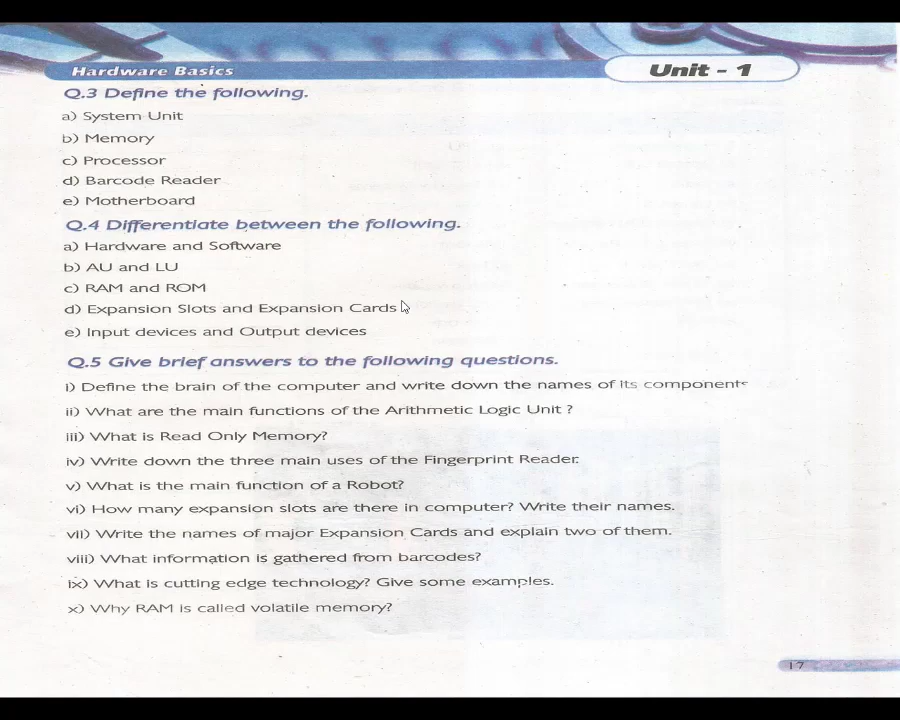 Hardware Basics
Unit - 1
Q.3 Define the following.
a) System Unit
b) Memory
c) Processor
d) Barcode Reader
e) Motherboard
Q.4 Differentiate between the following.
a) Hardware and Software
b) AU and LU
c) RAM and ROM
d) Expansion Slots and Expansion Cards
e) Input devices and Output devices
Q.5 Give brief answers to the following questions.
i) Define the brain of the computer and write down the names of its components
ii) What are the main functions of the Arithmetic Logic Unit ?
iii) What is Read Only Memory?
iv) Write down the three main uses of the Fingerprint Reader.
v) What is the main function of a Robot?
vi) How many expansion slots are there in computer? Write their names.
vii) Write the names of major Expansion Cards and explain two of them.
viii) What information is gathered from barcodes?
ix) What is cutting edge technology? Give some examples.
x) Why RAM is called volatile memory?
17